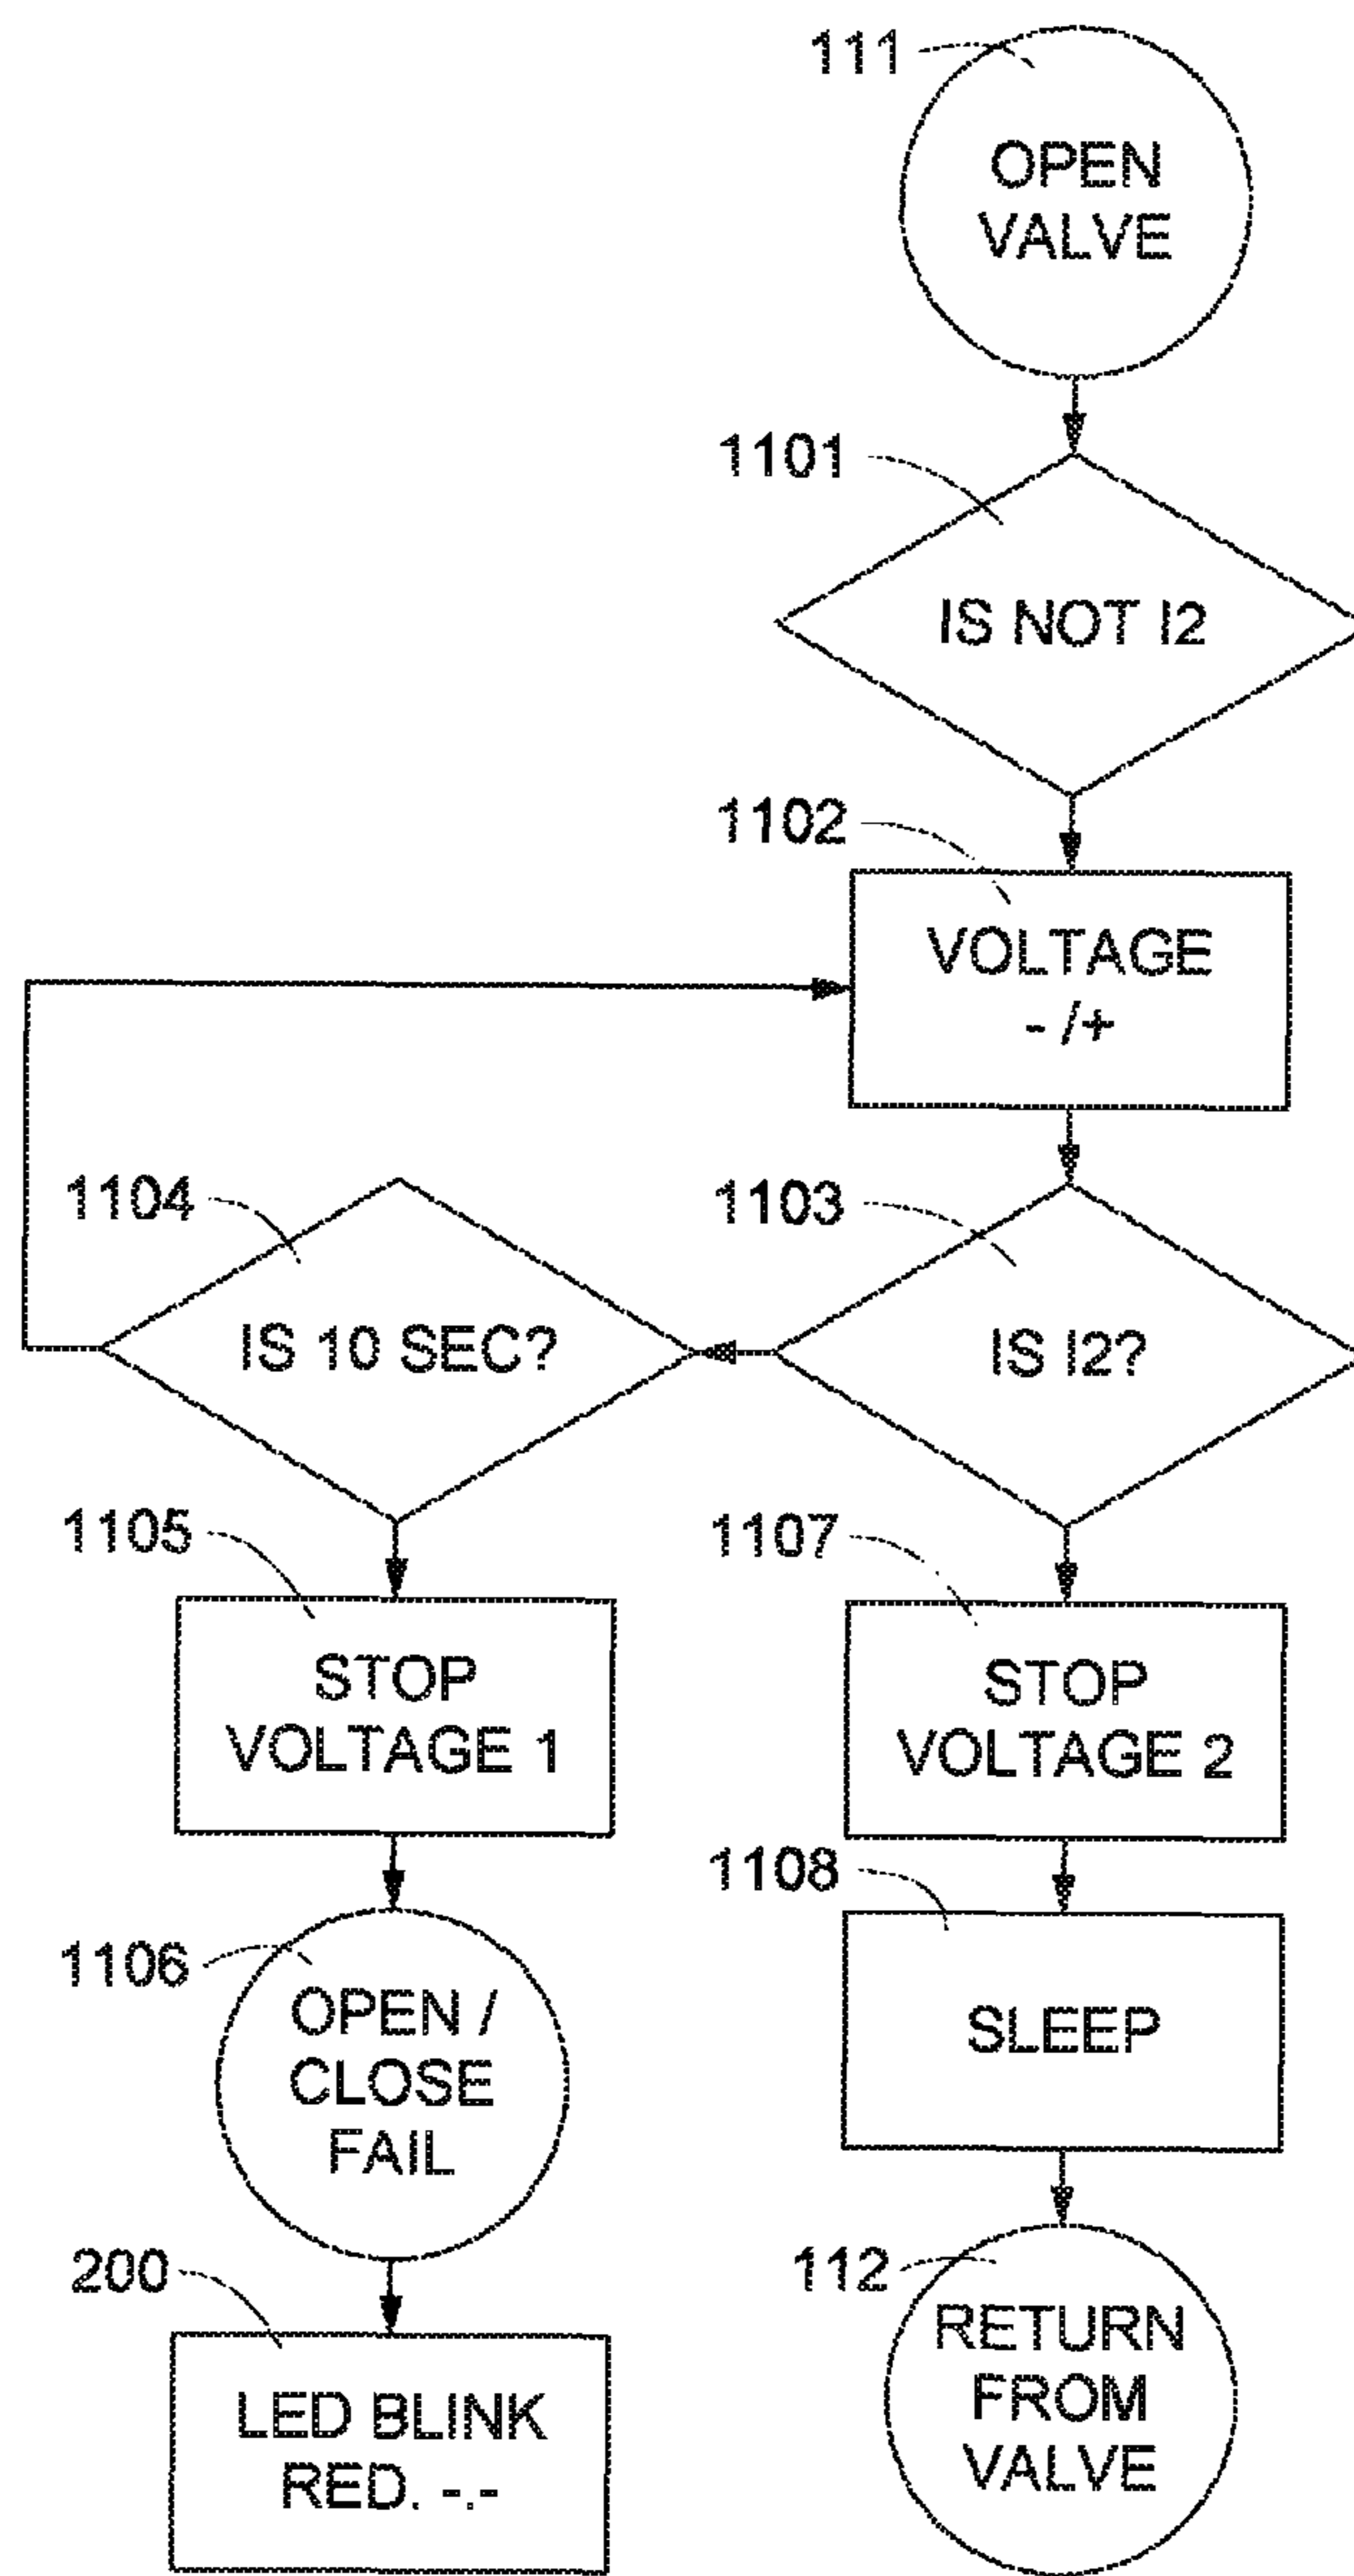 111
OPEN
VALVE
1101
IS NOT I2
1102
VOLTAGE
- /+
1104
IS 10 SEC?
1103
IS I2?
1105
STOP
VOLTAGE 1
1107
STOP
VOLTAGE 2
1106
OPEN /
CLOSE
FAIL
1108
SLEEP
200
LED BLINK
RED. -.-
112
RETURN
FROM
VALVE